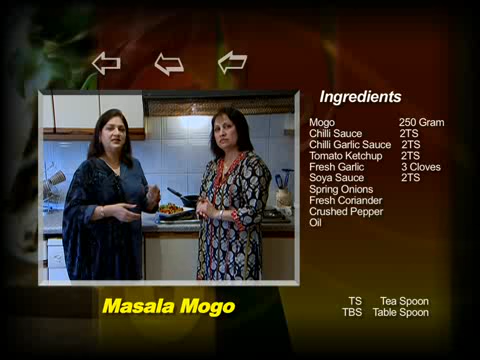 Ingredients
Mogo 250 Gram
Chilli Sauce 2TS
Chilli Garlic Sauce 2TS
Tomato Ketchup 2TS
Fresh Garlic 3 Cloves
Soya Sauce 2TS
Spring Onions
Fresh Coriander
Crushed Pepper
Oil
Masala Mogo
TS Tea Spoon
TBS Table Spoon